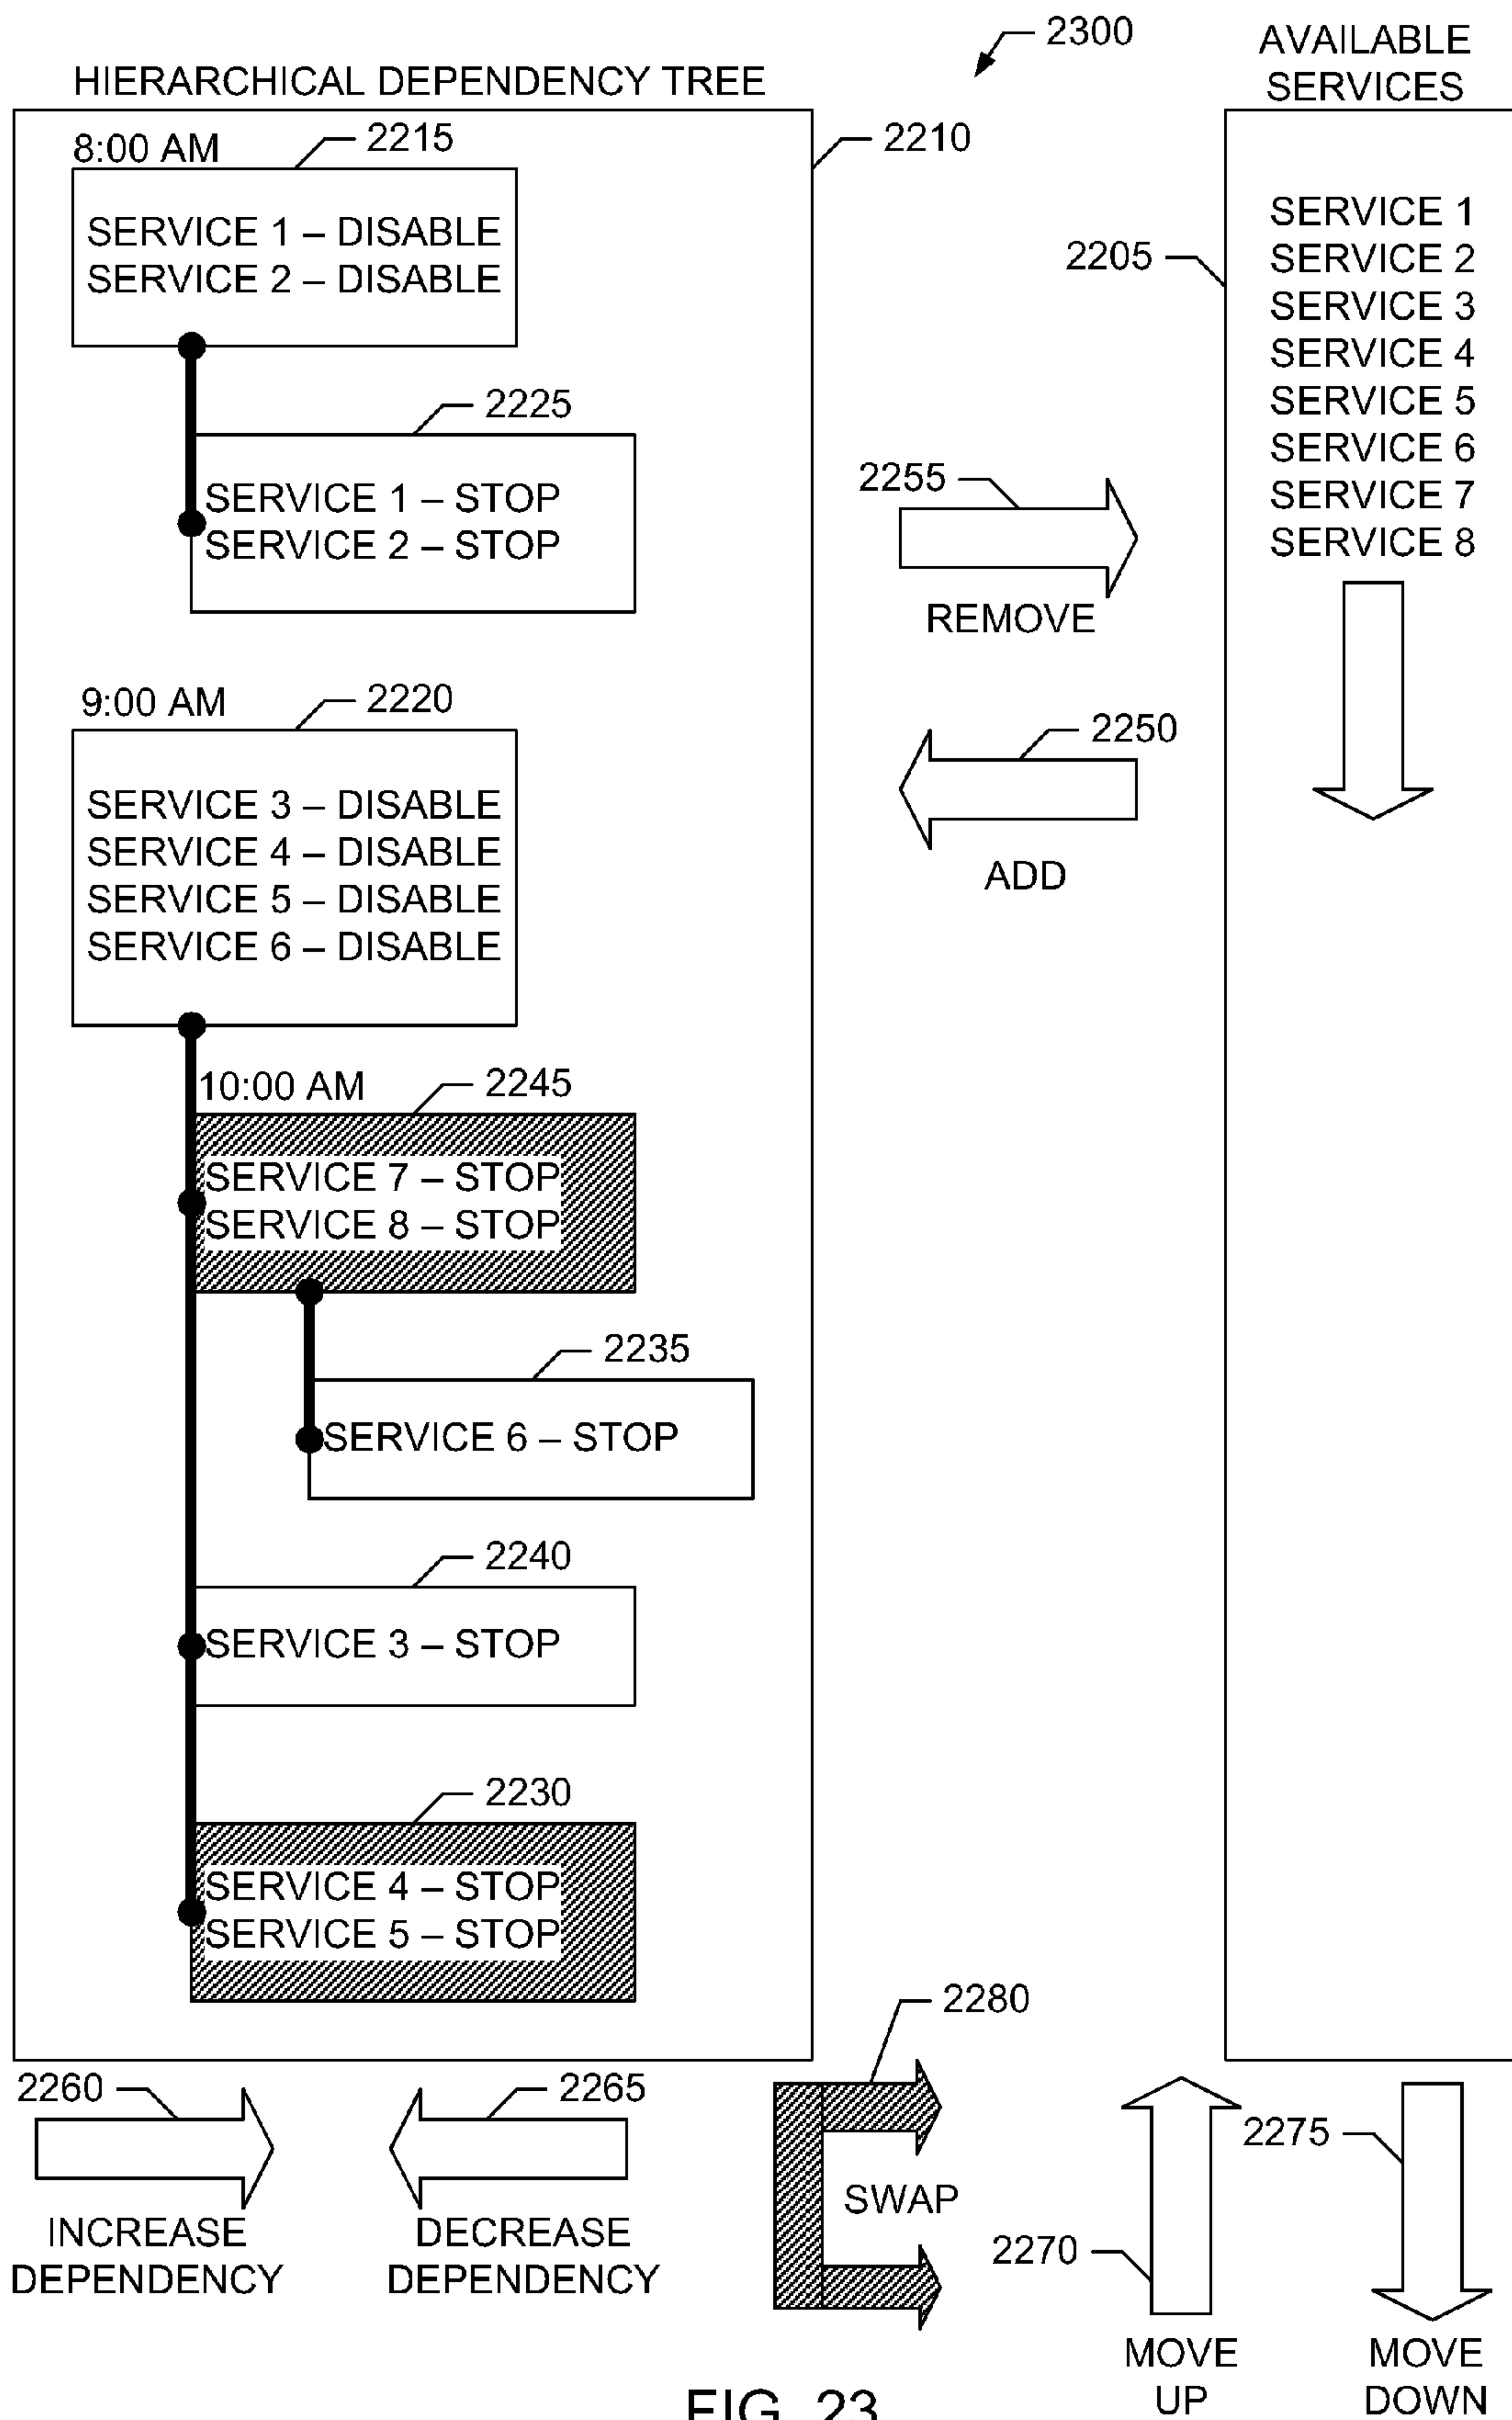 2300
AVAILABLE
SERVICES
HIERARCHICAL DEPENDENCY TREE
8:00 AM
2215
2210
SERVICE 1 – DISABLE
SERVICE 2 – DISABLE
2205
SERVICE 1
SERVICE 2
SERVICE 3
SERVICE 4
SERVICE 5
SERVICE 6
SERVICE 7
SERVICE 8
2225
SERVICE 1 – STOP
SERVICE 2 – STOP
2255
REMOVE
9:00 AM
2220
2250
ADD
SERVICE 3 – DISABLE
SERVICE 4 – DISABLE
SERVICE 5 – DISABLE
SERVICE 6 – DISABLE
10:00 AM
2245
SERVICE 7 – STOP
SERVICE 8 – STOP
2235
SERVICE 6 – STOP
2240
SERVICE 3 – STOP
2230
SERVICE 4 – STOP
SERVICE 5 – STOP
2280
2260
2265
2275
SWAP
INCREASE
DEPENDENCY
DECREASE
DEPENDENCY
2270
MOVE
UP
MOVE
DOWN
FIG. 23